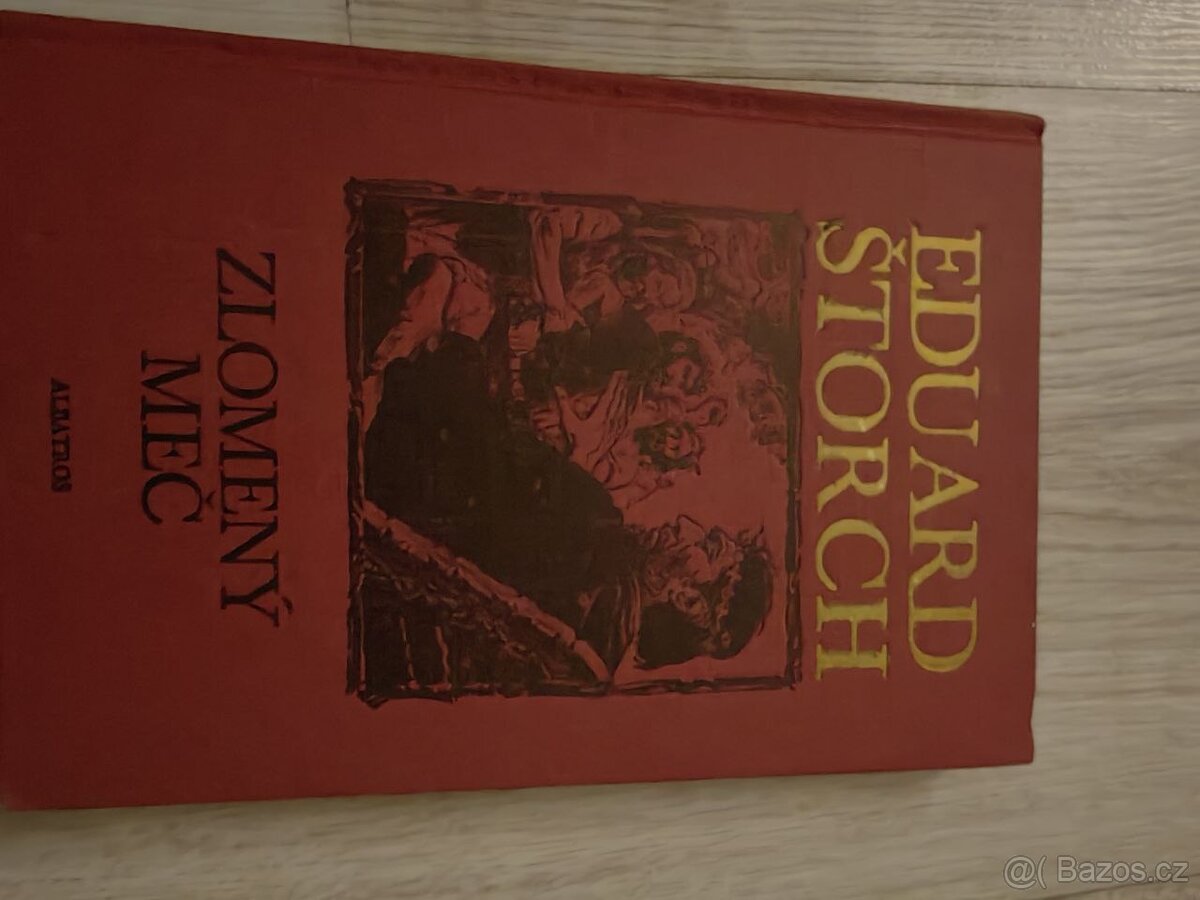 EDUARD
ŠTORCH
ZLOMENÝ
MEČ
ALBATROS
@( Bazos.cz